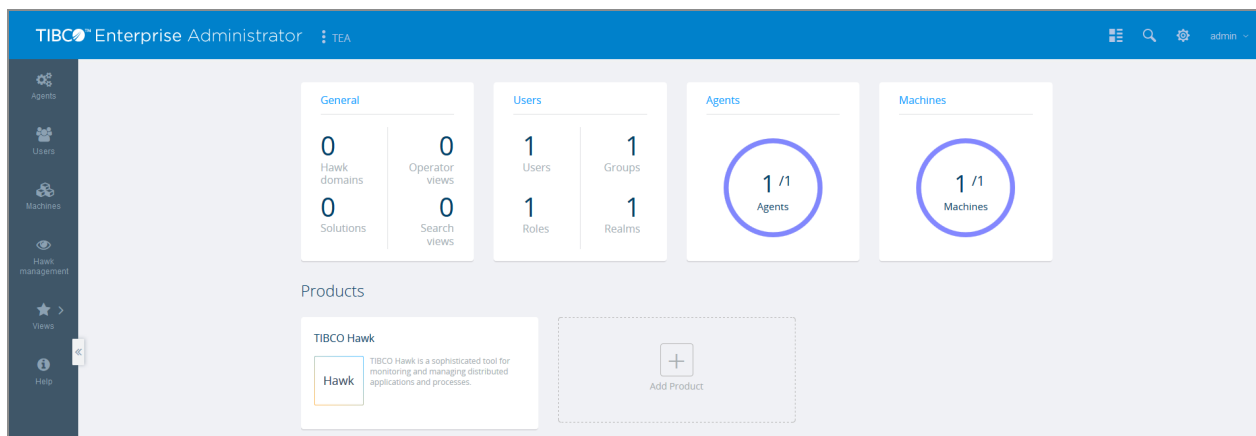 TIBCO™ Enterprise Administrator
TEA
admin
Agents
Users
Machines
Hawk
management
Views
Help
General
0
Hawk
domains
0
Operator
views
0
Solutions
0
Search
views
Users
1
Users
1
Groups
1
Roles
1
Realms
Agents
1 /1
Agents
Machines
1 /1
Machines
Products
TIBCO Hawk
Hawk
TIBCO Hawk is a sophisticated tool for
monitoring and managing distributed
applications and processes.
Add Product